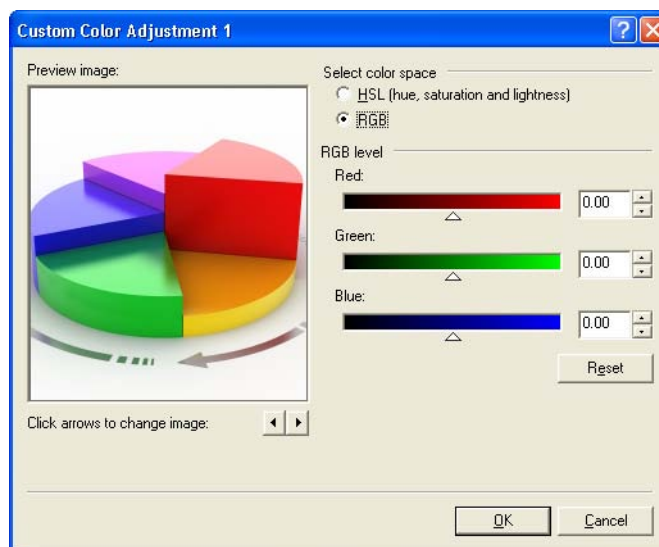 Custom Color Adjustment 1
Preview image:
Click arrows to change image:
Select color space
HSL (hue, saturation and lightness)
RGB
RGB level
Red:
0.00
Green:
0.00
Blue:
0.00
Reset
OK
Cancel